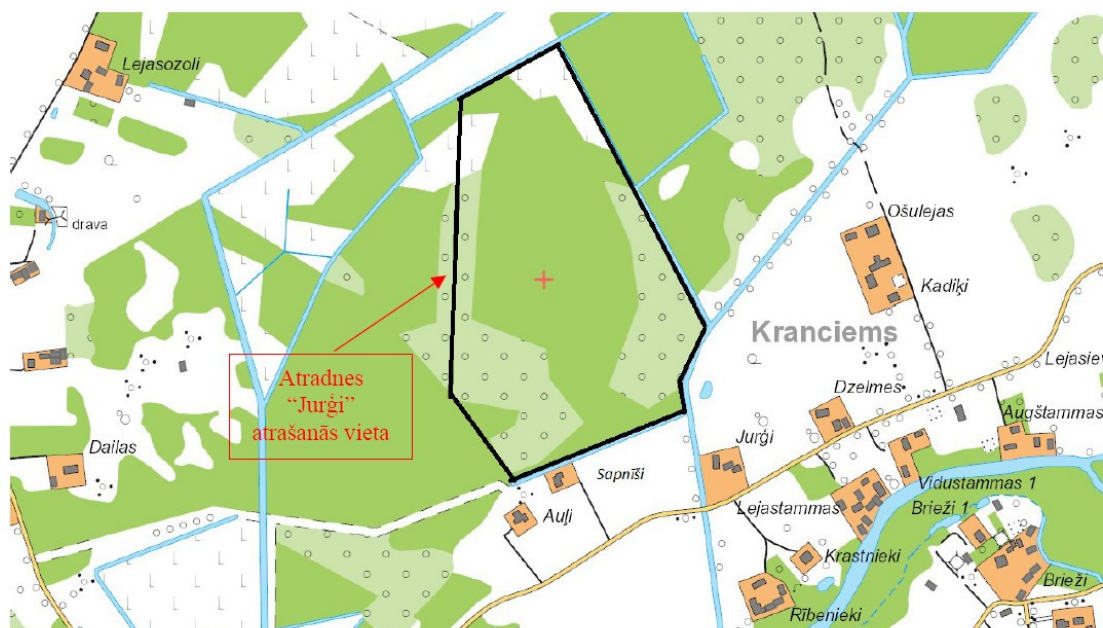 Lejasozoli
drava
Ošulejas
Kadiķi
Kranciems
Lejasiev
Atradnes
“Jurģi”
atrašanās vieta
Dzelmes
Augštammas
Dailas
Jurģi
Sapnīši
Vidustammas 1
Lejastammas
Brieži 1
Auļi
Krastnieki
Brieži
Rībenieki